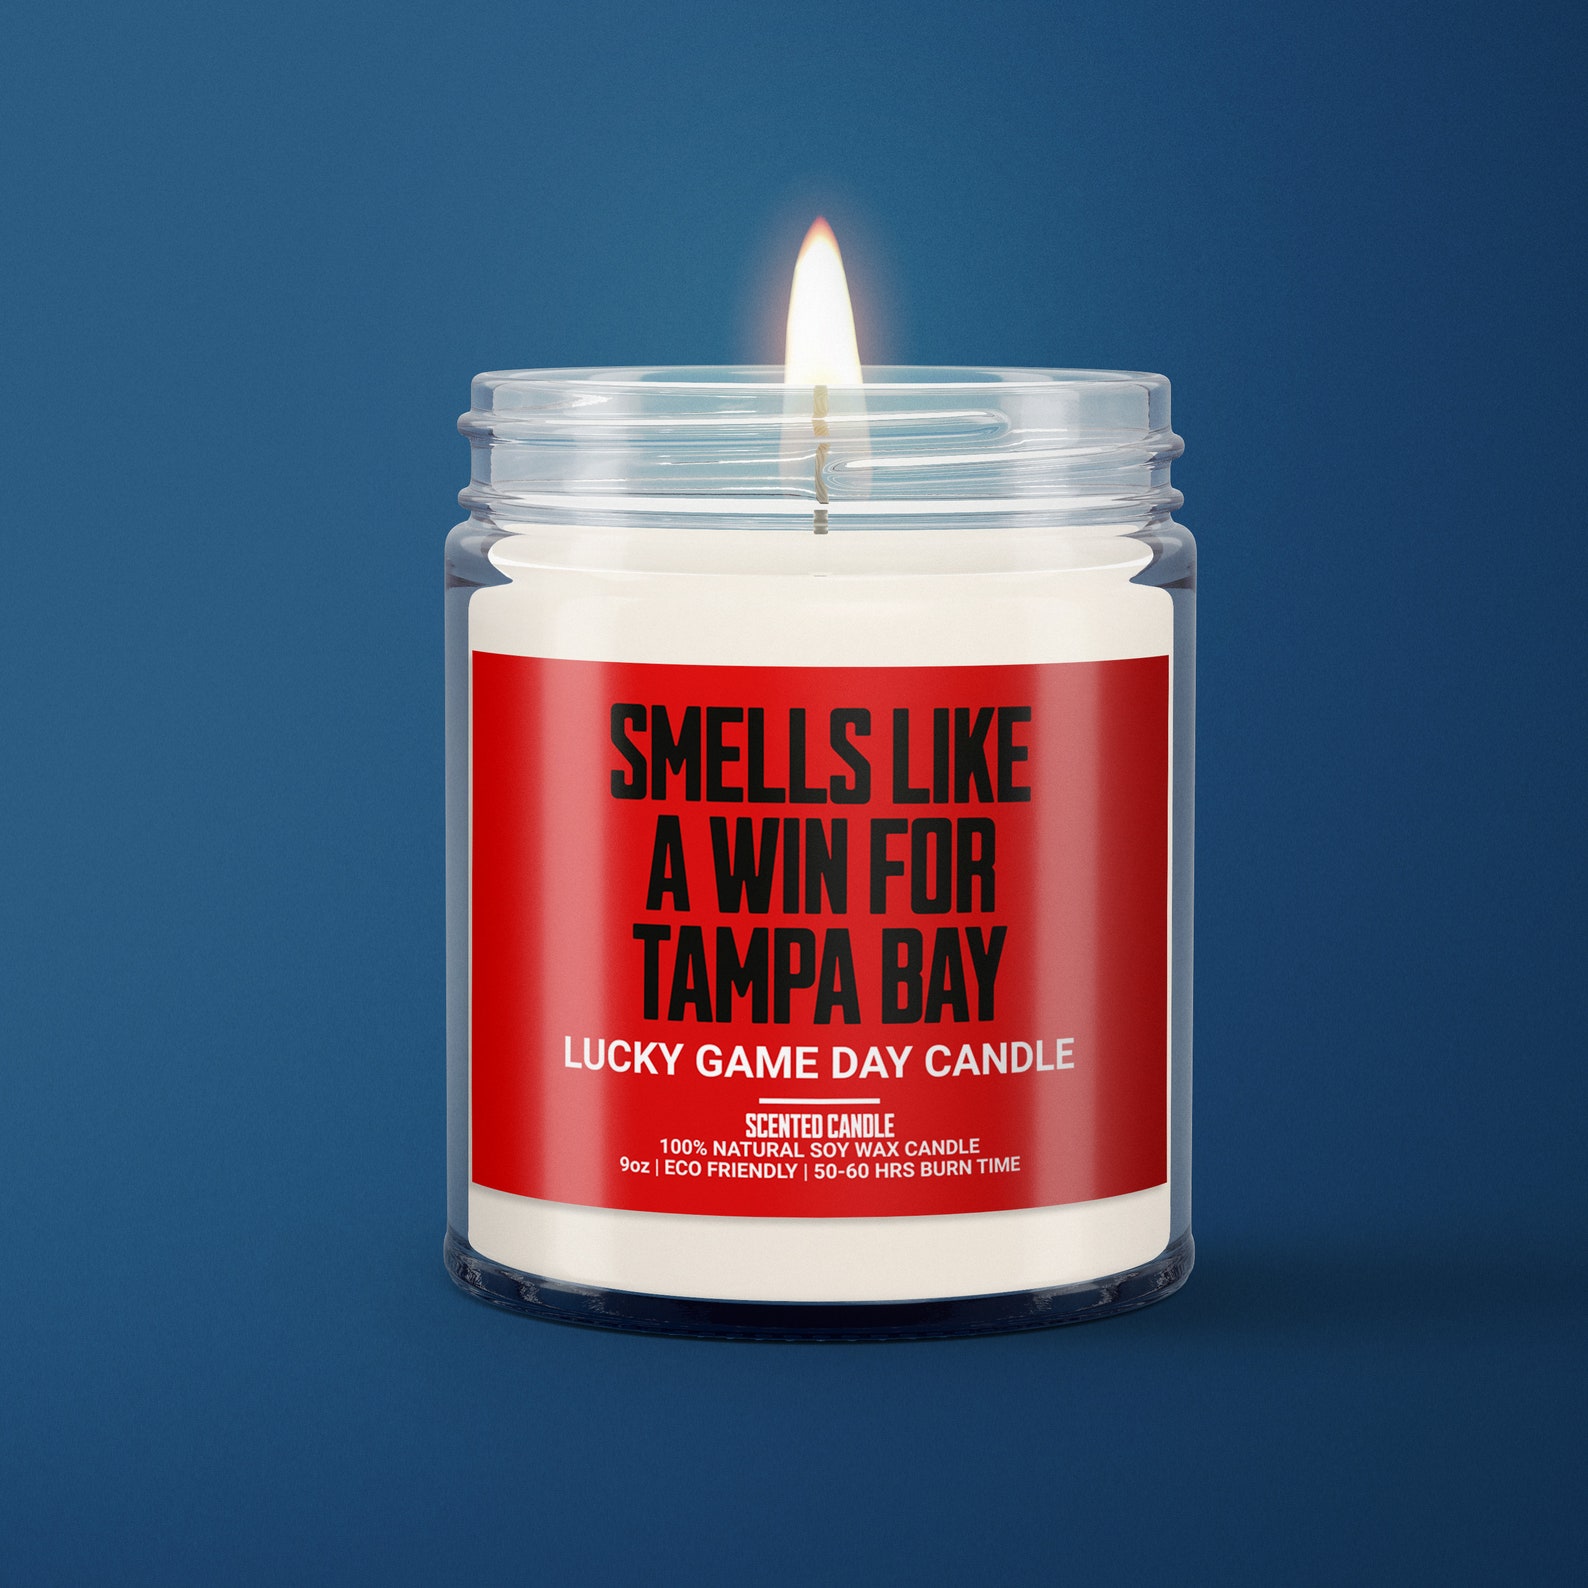 SMELLS LIKE
A WIN FOR
TAMPA BAY
LUCKY GAME DAY CANDLE
SCENTED CANDLE
100% NATURAL SOY WAX CANDLE
9oz | ECO FRIENDLY | 50-60 HRS BURN TIME